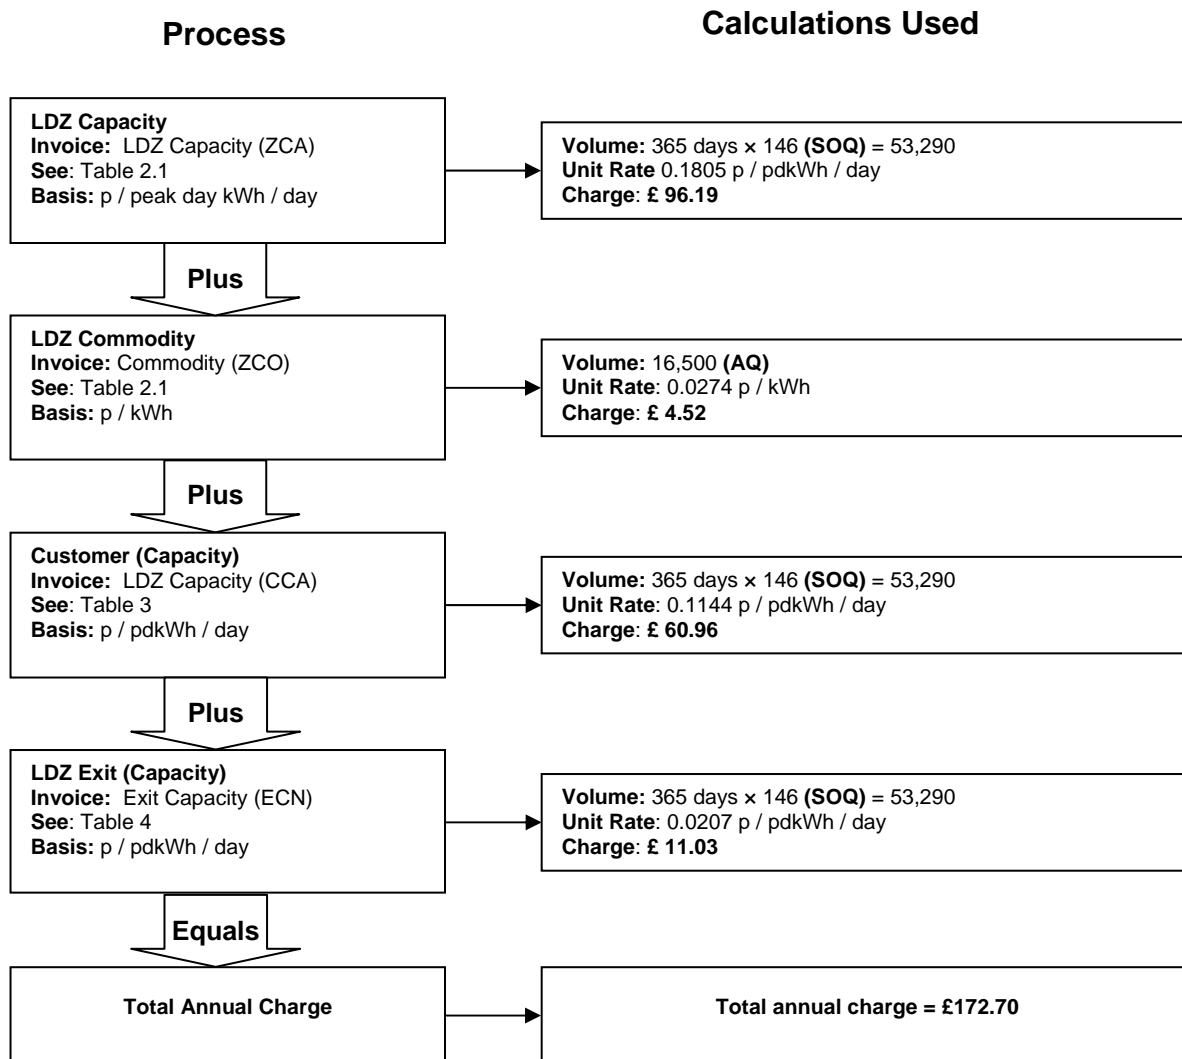 Process
Calculations Used
LDZ Capacity
Invoice: LDZ Capacity (ZCA)
See: Table 2.1
Basis: p / peak day kWh / day
Volume: 365 days × 146 (SOQ) = 53,290
Unit Rate 0.1805 p / pdkWh / day
Charge: £ 96.19
Plus
LDZ Commodity
Invoice: Commodity (ZCO)
See: Table 2.1
Basis: p / kWh
Volume: 16,500 (AQ)
Unit Rate: 0.0274 p / kWh
Charge: £ 4.52
Plus
Customer (Capacity)
Invoice: LDZ Capacity (CCA)
See: Table 3
Basis: p / pdkWh / day
Volume: 365 days × 146 (SOQ) = 53,290
Unit Rate: 0.1144 p / pdkWh / day
Charge: £ 60.96
Plus
LDZ Exit (Capacity)
Invoice: Exit Capacity (ECN)
See: Table 4
Basis: p / pdkWh / day
Volume: 365 days × 146 (SOQ) = 53,290
Unit Rate: 0.0207 p / pdkWh / day
Charge: £ 11.03
Equals
Total Annual Charge
Total annual charge = £172.70